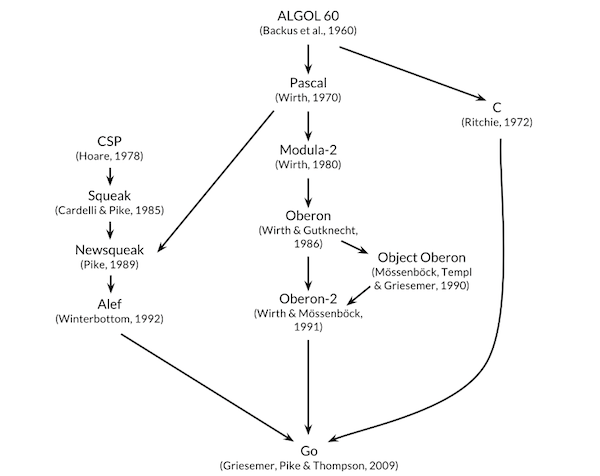 ALGOL 60
(Backus et al., 1960)
Pascal
(Wirth, 1970)
C
(Ritchie, 1972)
CSP
(Hoare, 1978)
Modula-2
(Wirth, 1980)
Squeak
(Cardelli & Pike, 1985)
Oberon
(Wirth & Gutknecht,
1986)
Newsqueak
(Pike, 1989)
Object Oberon
(Mössenböck, Templ
& Griesemer, 1990)
Alef
(Winterbottom, 1992)
Oberon-2
(Wirth & Mössenböck,
1991)
Go
(Griesemer, Pike & Thompson, 2009)